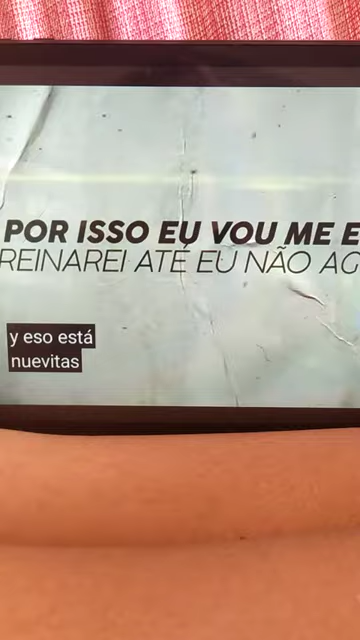 POR ISSO EU VOU ME E
REINAREI ATÉ EU NÃO AG
y eso está
nuevitas